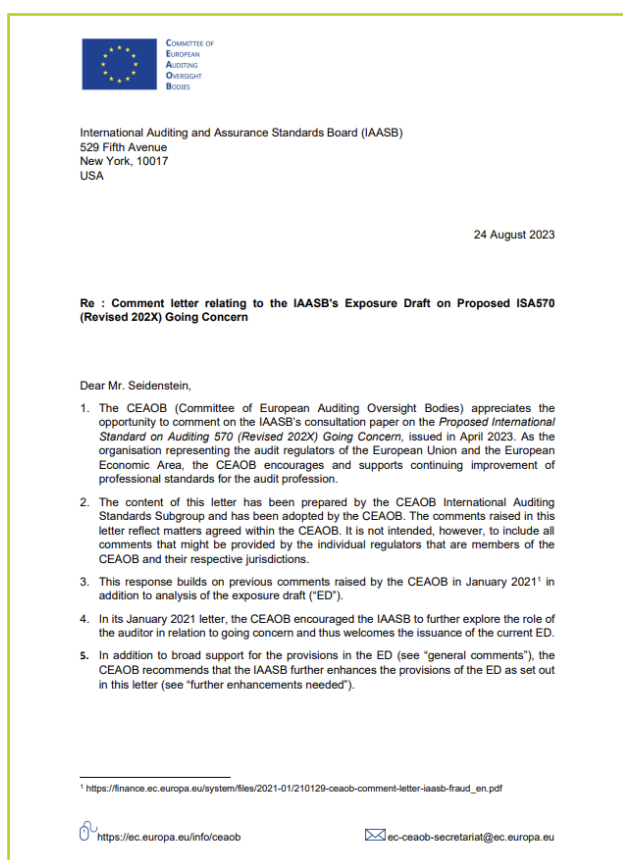 COMMITTEE OF
EUROPEAN
AUDITING
OVERSIGHT
BODIES
International Auditing and Assurance Standards Board (IAASB)
529 Fifth Avenue
New York, 10017
USA
24 August 2023
Re : Comment letter relating to the IAASB's Exposure Draft on Proposed ISA570
(Revised 202X) Going Concern
Dear Mr. Seidenstein,
1. The CEAOB (Committee of European Auditing Oversight Bodies) appreciates the
opportunity to comment on the IAASB's consultation paper on the Proposed International
Standard on Auditing 570 (Revised 202X) Going Concern, issued in April 2023. As the
organisation representing the audit regulators of the European Union and the European
Economic Area, the CEAOB encourages and supports continuing improvement of
professional standards for the audit profession.
2. The content of this letter has been prepared by the CEAOB International Auditing
Standards Subgroup and has been adopted by the CEAOB. The comments raised in this
letter reflect matters agreed within the CEAOB. It is not intended, however, to include all
comments that might be provided by the individual regulators that are members of the
CEAOB and their respective jurisdictions.
3. This response builds on previous comments raised by the CEAOB in January 2021¹ in
addition to analysis of the exposure draft ("ED").
4. In its January 2021 letter, the CEAOB encouraged the IAASB to further explore the role of
the auditor in relation to going concern and thus welcomes the issuance of the current ED.
5. In addition to broad support for the provisions in the ED (see "general comments"), the
CEAOB recommends that the IAASB further enhances the provisions of the ED as set out
in this letter (see "further enhancements needed").
¹ https://finance.ec.europa.eu/system/files/2021-01/210129-ceaob-comment-letter-iaasb-fraud_en.pdf
https://ec.europa.eu/info/ceaob
ec-ceaob-secretariat@ec.europa.eu